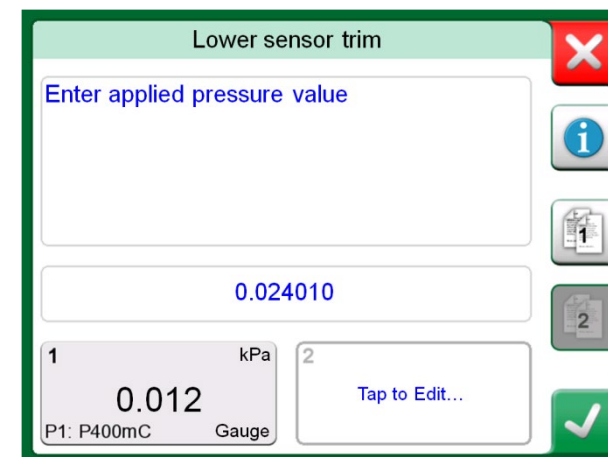 Lower sensor trim
Enter applied pressure value
0.024010
1 kPa
0.012
P1: P400mC Gauge
2
Tap to Edit...
i
1
2